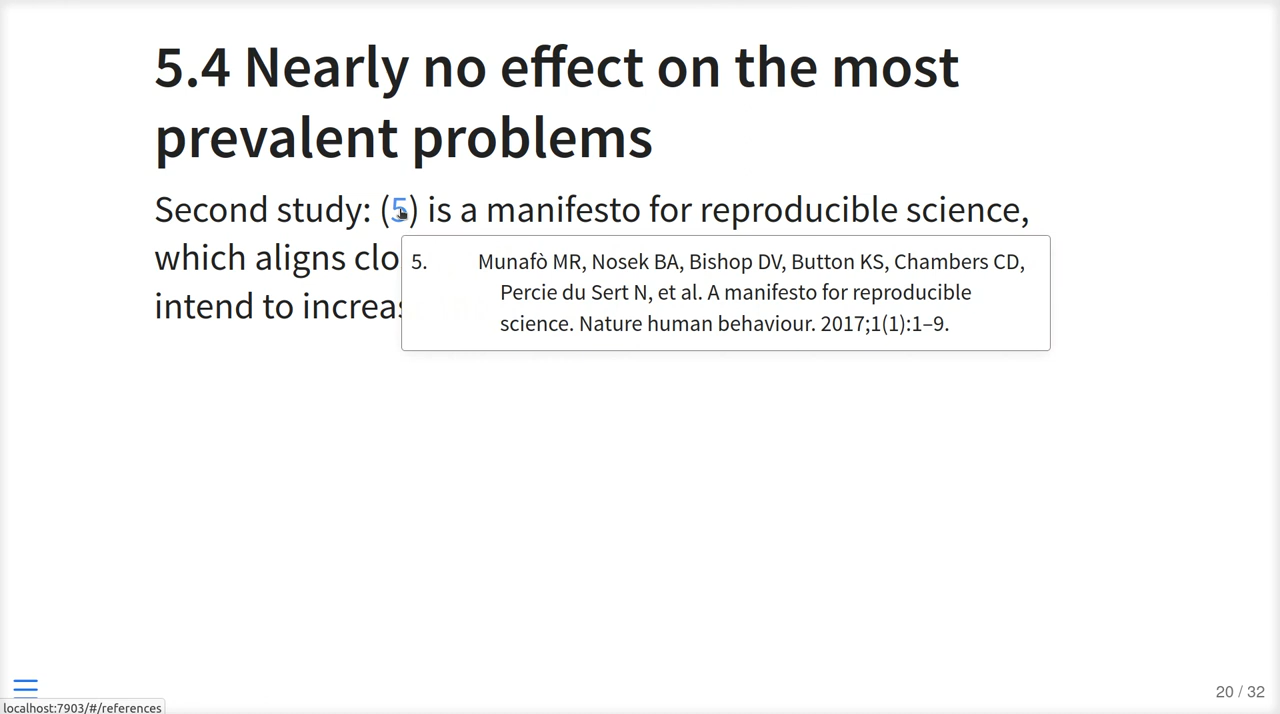 5.4 Nearly no effect on the most
prevalent problems
Second study: (5) is a manifesto for reproducible science,
which aligns clo
intend to increas
5. Munafò MR, Nosek BA, Bishop DV, Button KS, Chambers CD,
Percie du Sert N, et al. A manifesto for reproducible
science. Nature human behaviour. 2017;1(1):1–9.
20 / 32
localhost:7903/#/references